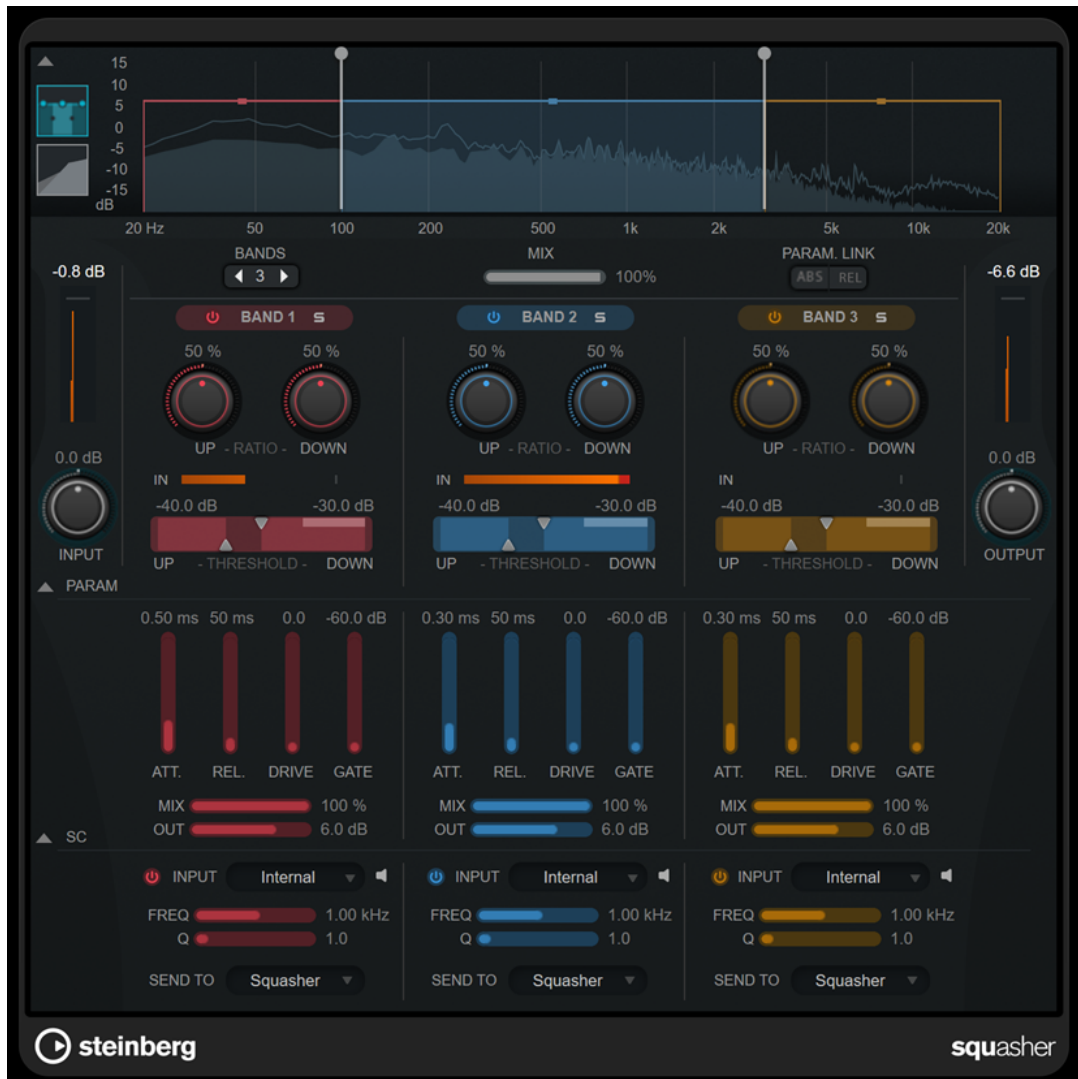 15
10
5
0
-5
-10
-15
dB
20 Hz 50 100 200 500 1k 2k 5k 10k 20k
BANDS MIX PARAM. LINK
-0.8 dB 3 100% ABS REL -6.6 dB
BAND 1 S BAND 2 S BAND 3 S
50 % 50 % 50 % 50 % 50 % 50 %
UP - RATIO - DOWN UP - RATIO - DOWN UP - RATIO - DOWN
0.0 dB 0.0 dB
IN IN IN
-40.0 dB -30.0 dB -40.0 dB -30.0 dB -40.0 dB -30.0 dB
INPUT OUTPUT
UP - THRESHOLD - DOWN UP - THRESHOLD - DOWN UP - THRESHOLD - DOWN
PARAM
0.50 ms 50 ms 0.0 -60.0 dB 0.30 ms 50 ms 0.0 -60.0 dB 0.30 ms 50 ms 0.0 -60.0 dB
ATT. REL. DRIVE GATE ATT. REL. DRIVE GATE ATT. REL. DRIVE GATE
MIX 100 % MIX 100 % MIX 100 %
OUT 6.0 dB OUT 6.0 dB OUT 6.0 dB
SC
INPUT Internal INPUT Internal INPUT Internal
FREQ 1.00 kHz FREQ 1.00 kHz FREQ 1.00 kHz
Q 1.0 Q 1.0 Q 1.0
SEND TO Squasher SEND TO Squasher SEND TO Squasher
steinberg squasher